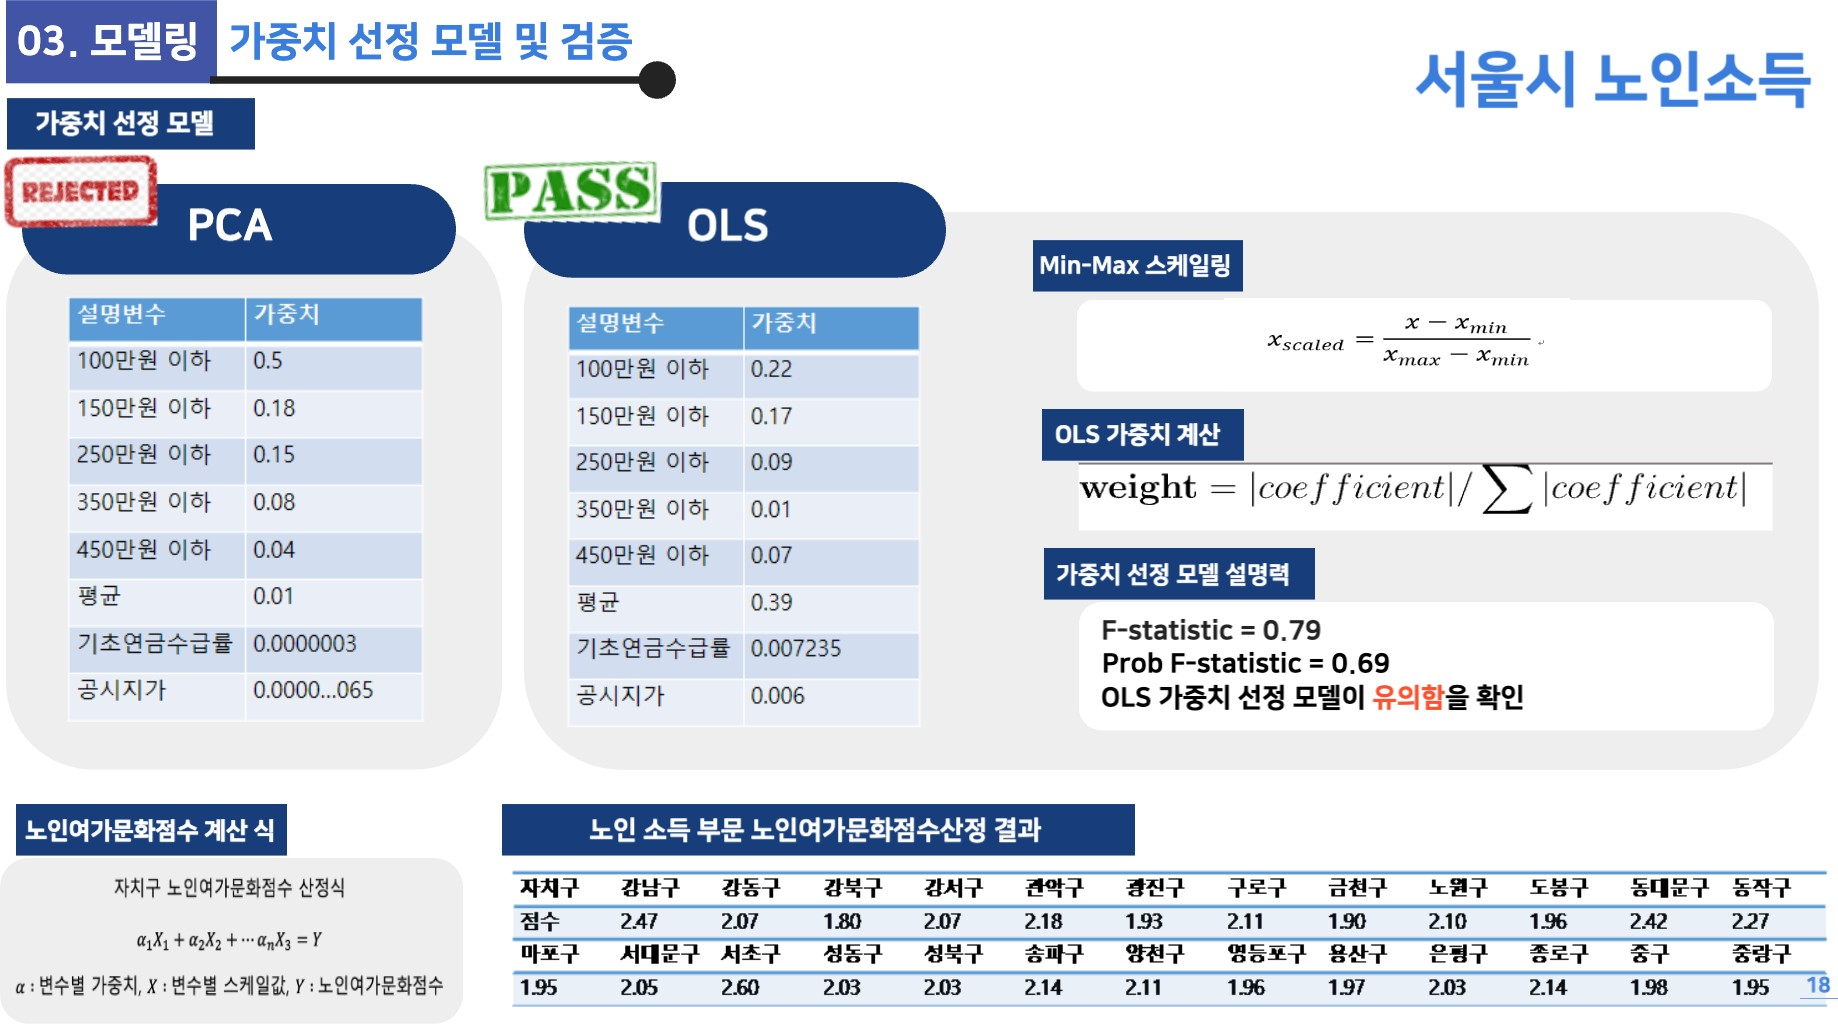 03. 모델링 가중치 선정 모델 및 검증
서울시 노인소득
가중치 선정 모델
REJECTED
PCA
설명변수 가중치
100만원 이하 0.5
150만원 이하 0.18
250만원 이하 0.15
350만원 이하 0.08
450만원 이하 0.04
평균 0.01
기초연금수급률 0.0000003
공시지가 0.0000...065
PASS
OLS
설명변수 가중치
100만원 이하 0.22
150만원 이하 0.17
250만원 이하 0.09
350만원 이하 0.01
450만원 이하 0.07
평균 0.39
기초연금수급률 0.007235
공시지가 0.006
Min-Max 스케일링
x_scaled = (x − x_min) / (x_max − x_min)
OLS 가중치 계산
weight = |coefficient|/ ∑ |coefficient|
가중치 선정 모델 설명력
F-statistic = 0.79
Prob F-statistic = 0.69
OLS 가중치 선정 모델이 유의함을 확인
노인여가문화점수 계산 식
자치구 노인여가문화점수 산정식
α₁X₁ + α₂X₂ + ⋯ αₙX₃ = Y
α : 변수별 가중치, X : 변수별 스케일값, Y : 노인여가문화점수
노인 소득 부문 노인여가문화점수산정 결과
자치구 강남구 강동구 강북구 강서구 관악구 광진구 구로구 금천구 노원구 도봉구 동대문구 동작구
점수 2.47 2.07 1.80 2.07 2.18 1.93 2.11 1.90 2.10 1.96 2.42 2.27
마포구 서대문구 서초구 성동구 성북구 송파구 양천구 영등포구 용산구 은평구 종로구 중구 중랑구
1.95 2.05 2.60 2.03 2.03 2.14 2.11 1.96 1.97 2.03 2.14 1.98 1.95
18